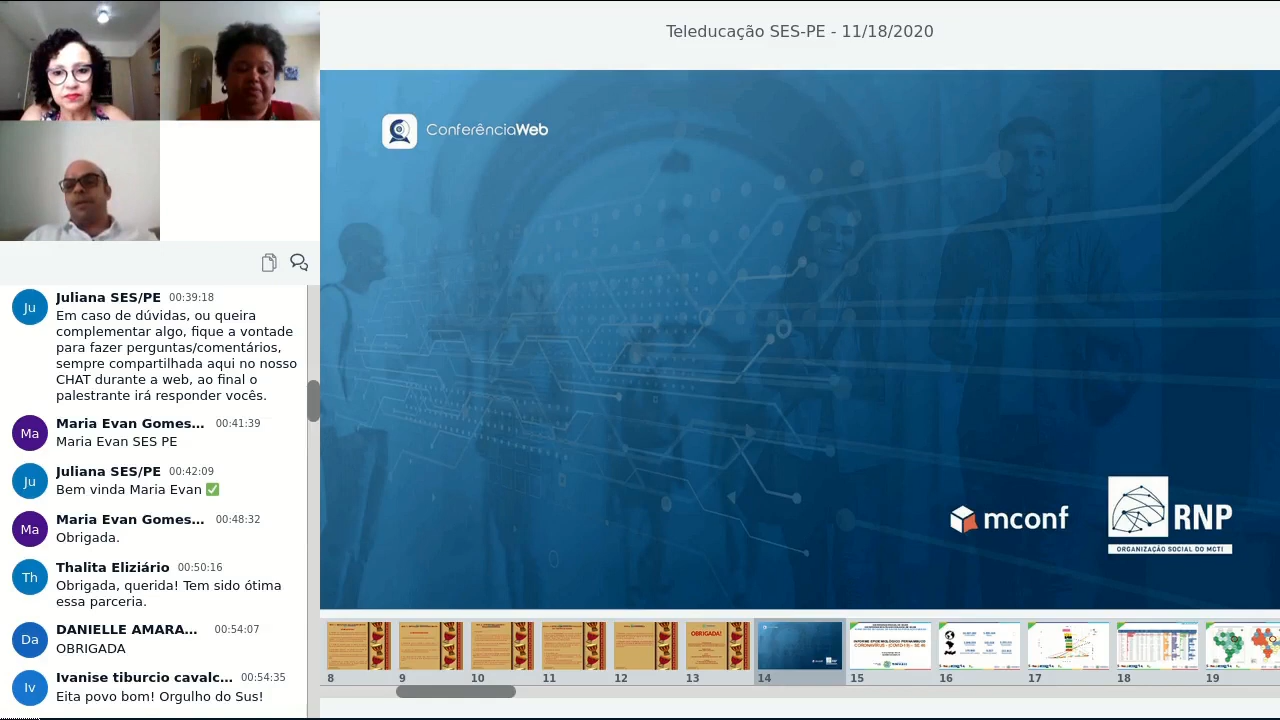 Teleducação SES-PE - 11/18/2020
ConferênciaWeb
mconf
RNP
ORGANIZAÇÃO SOCIAL DO MCTI
Ju
Juliana SES/PE 00:39:18
Em caso de dúvidas, ou queira
complementar algo, fique a vontade
para fazer perguntas/comentários,
sempre compartilhada aqui no nosso
CHAT durante a web, ao final o
palestrante irá responder vocês.
Ma
Maria Evan Gomes... 00:41:39
Maria Evan SES PE
Ju
Juliana SES/PE 00:42:09
Bem vinda Maria Evan ✅
Ma
Maria Evan Gomes... 00:48:32
Obrigada.
Th
Thalita Eliziário 00:50:16
Obrigada, querida! Tem sido ótima
essa parceria.
Da
DANIELLE AMARA... 00:54:07
OBRIGADA
Iv
Ivanise tiburcio cavalc... 00:54:35
Eita povo bom! Orgulho do Sus!
OBRIGADA!
INFORME EPIDEMIOLÓGICO PERNAMBUCO
8 9 10 11 12 13 14 15 16 17 18 19